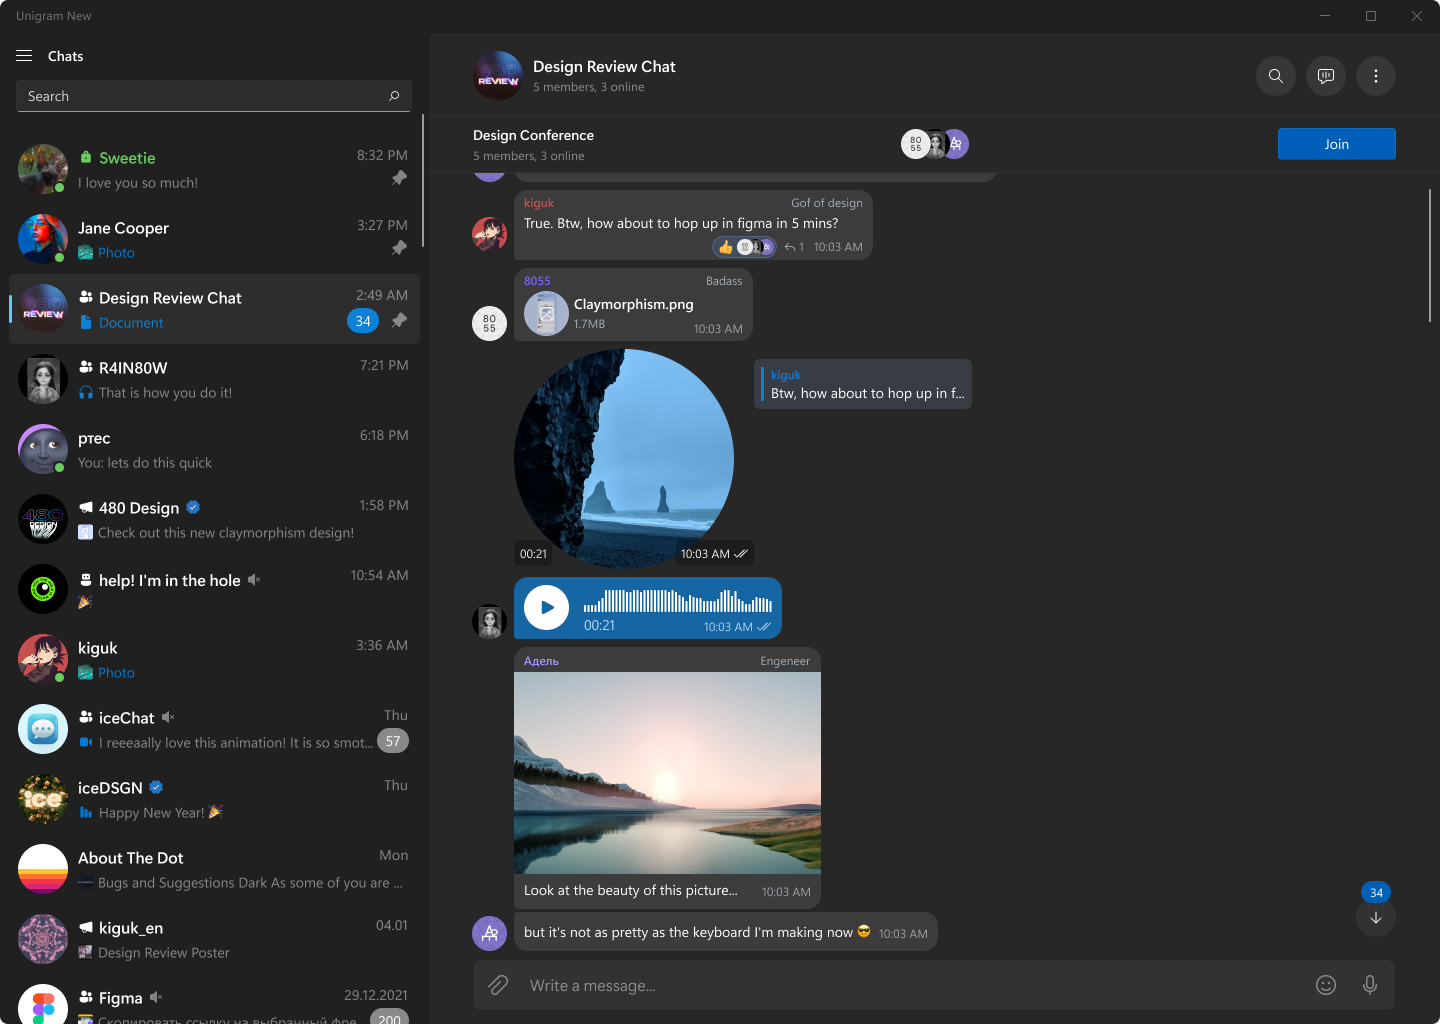 Unigram New
Chats
Search
Sweetie
8:32 PM
I love you so much!
Jane Cooper
3:27 PM
Photo
REVIEW
Design Review Chat
2:49 AM
Document
34
R4IN80W
7:21 PM
That is how you do it!
ртес
6:18 PM
You: lets do this quick
480
DESIGN
480 Design
1:58 PM
Check out this new claymorphism design!
help! I'm in the hole
10:54 AM
kiguk
3:36 AM
Photo
iceChat
Thu
I reeeaally love this animation! It is so smot...
57
ice
iceDSGN
Thu
Happy New Year!
About The Dot
Mon
Bugs and Suggestions Dark As some of you are ...
kiguk_en
04.01
Design Review Poster
Figma
29.12.2021
Скопировать ссылку на выбранный фре...
200
REVIEW
Design Review Chat
5 members, 3 online
Design Conference
5 members, 3 online
80
55
Join
kiguk
Gof of design
True. Btw, how about to hop up in figma in 5 mins?
1
10:03 AM
8055
Badass
Claymorphism.png
1.7MB
10:03 AM
80
55
kiguk
Btw, how about to hop up in f...
00:21
10:03 AM
00:21
10:03 AM
Адель
Engeneer
Look at the beauty of this picture...
10:03 AM
but it's not as pretty as the keyboard I'm making now
10:03 AM
34
Write a message...